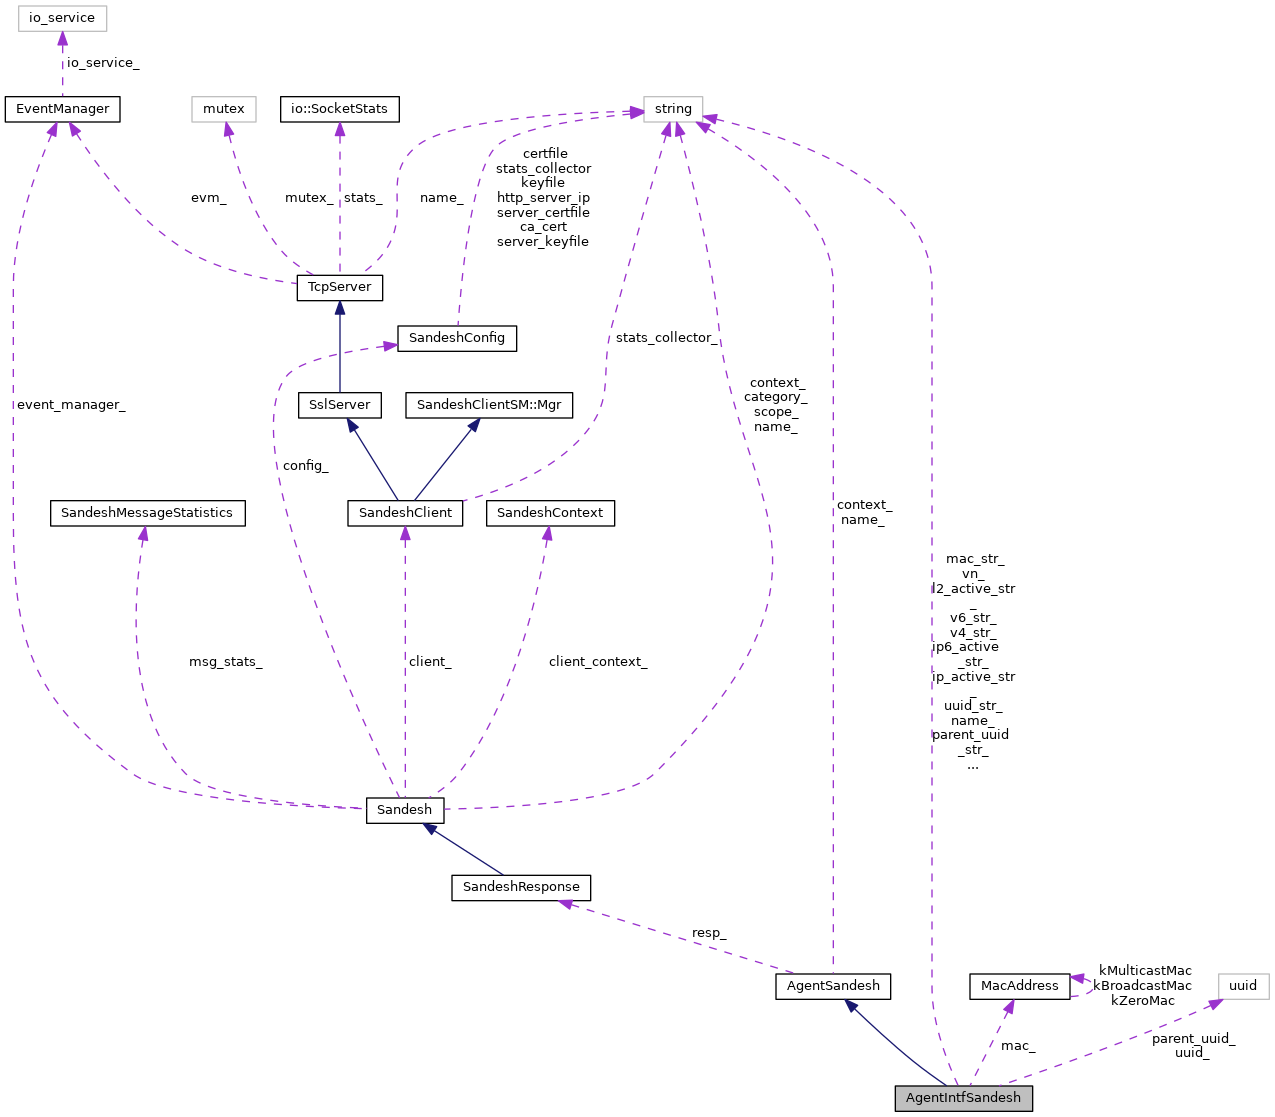 io_service
io_service_
EventManager
mutex
io::SocketStats
string
certfile
stats_collector
keyfile
http_server_ip
server_certfile
ca_cert
server_keyfile
evm_
mutex_
stats_
name_
TcpServer
SandeshConfig
stats_collector_
context_
category_
scope_
name_
event_manager_
SslServer
SandeshClientSM::Mgr
config_
SandeshMessageStatistics
SandeshClient
SandeshContext
context_
name_
mac_str_
vn_
l2_active_str
_
v6_str_
v4_str_
ip6_active
_str_
ip_active_str
_
uuid_str_
name_
parent_uuid
_str_
...
msg_stats_
client_
client_context_
Sandesh
SandeshResponse
resp_
AgentSandesh
MacAddress
kMulticastMac
kBroadcastMac
kZeroMac
uuid
mac_
parent_uuid_
uuid_
AgentIntfSandesh